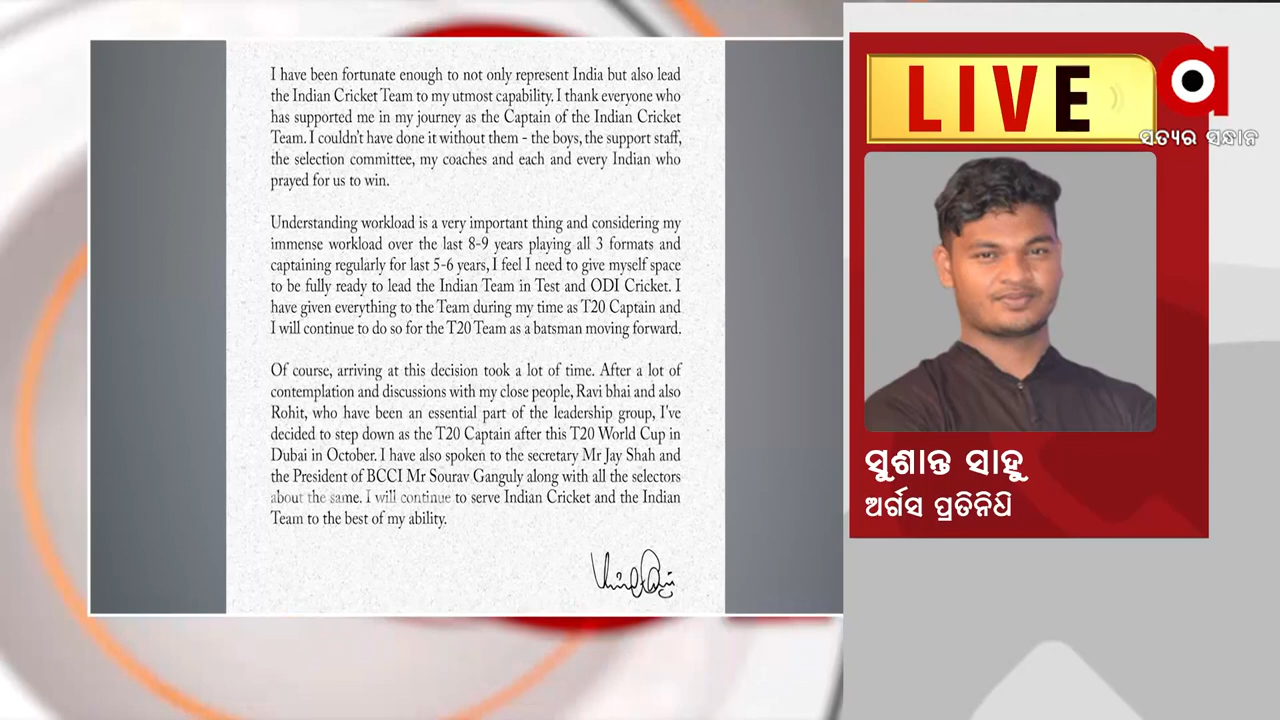 I have been fortunate enough to not only represent India but also lead
the Indian Cricket Team to my utmost capability. I thank everyone who
has supported me in my journey as the Captain of the Indian Cricket
Team. I couldn't have done it without them - the boys, the support staff,
the selection committee, my coaches and each and every Indian who
prayed for us to win.
Understanding workload is a very important thing and considering my
immense workload over the last 8-9 years playing all 3 formats and
captaining regularly for last 5-6 years, I feel I need to give myself space
to be fully ready to lead the Indian Team in Test and ODI Cricket. I
have given everything to the Team during my time as T20 Captain and
I will continue to do so for the T20 Team as a batsman moving forward.
Of course, arriving at this decision took a lot of time. After a lot of
contemplation and discussions with my close people, Ravi bhai and also
Rohit, who have been an essential part of the leadership group, I've
decided to step down as the T20 Captain after this T20 World Cup in
Dubai in October. I have also spoken to the secretary Mr Jay Shah and
the President of BCCI Mr Sourav Ganguly along with all the selectors
about the same. I will continue to serve Indian Cricket and the Indian
Team to the best of my ability.
LIVE
ସତ୍ୟର ସନ୍ଧାନ
ସୁଶାନ୍ତ ସାହୁ
ଅର୍ଗସ ପ୍ରତିନିଧି